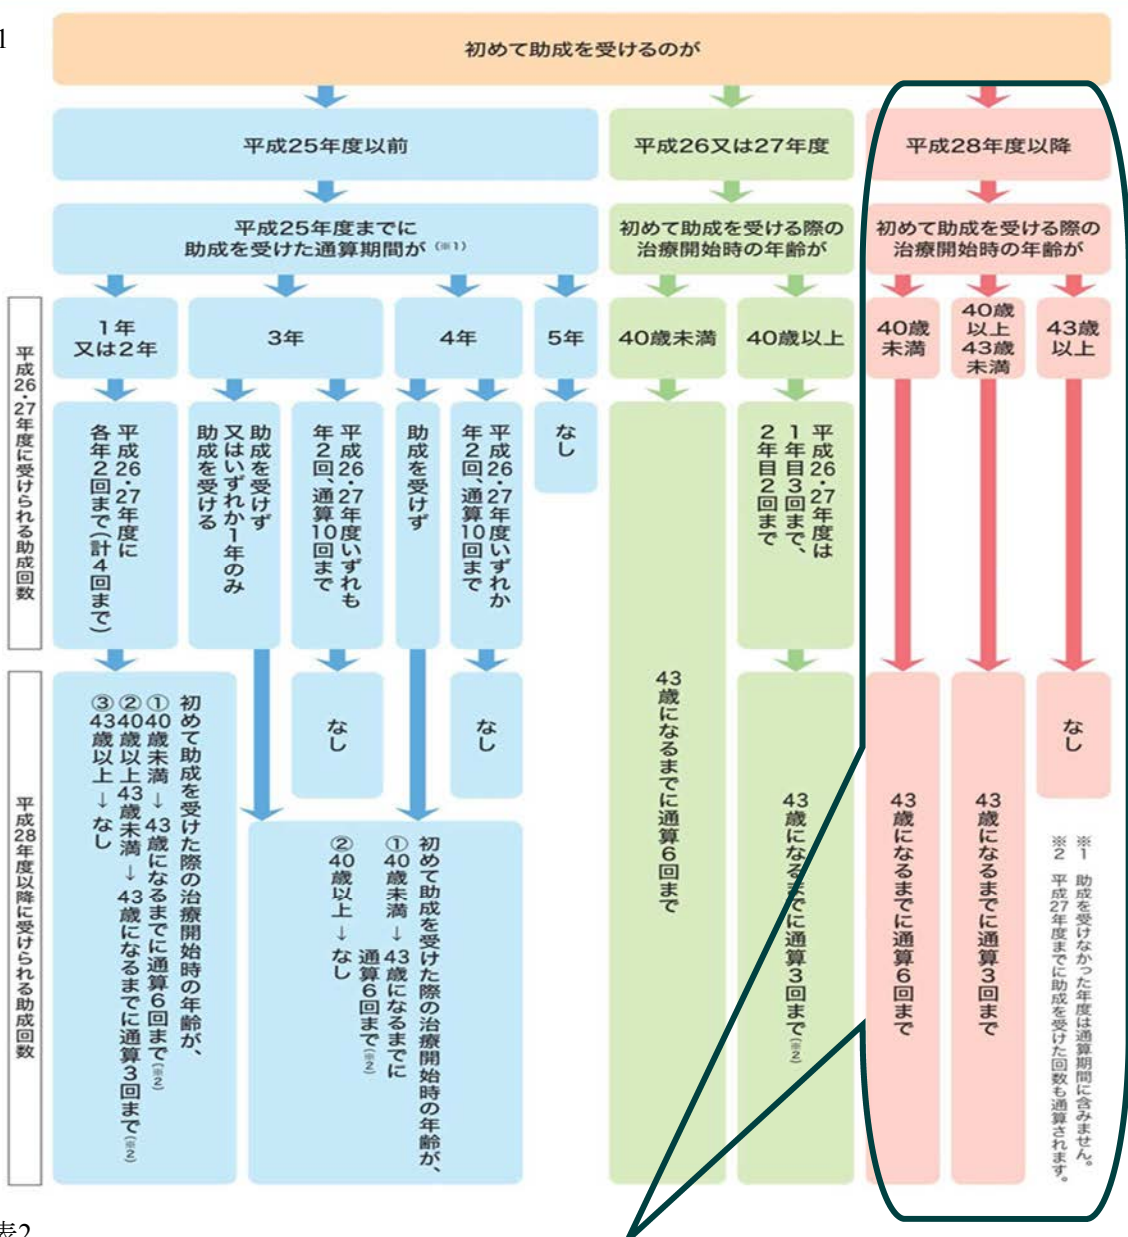 1
初めて助成を受けるのが
平成25年度以前
平成26又は27年度
平成28年度以降
平成25年度までに
助成を受けた通算期間が(※1)
初めて助成を受ける際の
治療開始時の年齢が
初めて助成を受ける際の
治療開始時の年齢が
1年
又は2年
3年
4年
5年
40歳未満
40歳以上
40歳
未満
40歳
以上
43歳
未満
43歳
以上
平成26・27年度に受けられる助成回数
平成26・27年度に
各年2回まで(計4回まで)
助成を受けず
又はいずれか1年のみ
助成を受ける
平成26・27年度いずれも
年2回、通算10回まで
助成を受けず
平成26・27年度いずれか
年2回、通算10回まで
なし
平成26・27年度は
1年目3回まで、
2年目2回まで
平成28年度以降に受けられる助成回数
初めて助成を受けた際の治療開始時の年齢が、
①40歳未満→43歳になるまでに通算6回まで(※2)
②40歳以上43歳未満→43歳になるまでに通算3回まで(※2)
③43歳以上→なし
なし
なし
初めて助成を受けた際の治療開始時の年齢が、
①40歳未満→43歳になるまでに
通算6回まで(※2)
②40歳以上→なし
43歳になるまでに通算6回まで
43歳になるまでに通算3回まで(※2)
43歳になるまでに通算6回まで
43歳になるまでに通算3回まで
なし
※1 助成を受けなかった年度は通算期間に含みません。
※2 平成27年度までに助成を受けた回数も通算されます。
表2